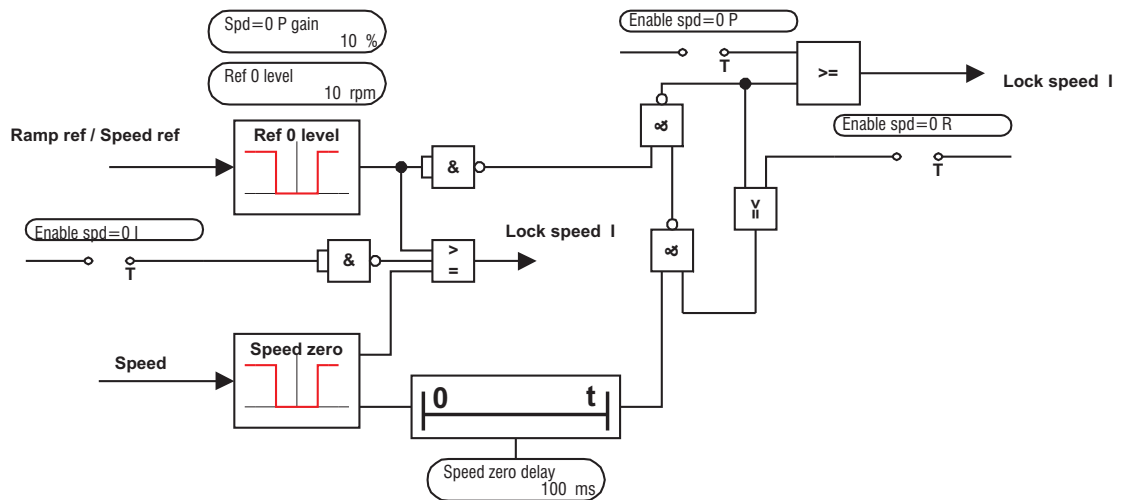 Spd=0 P gain
10 %
Ref 0 level
10 rpm
Enable spd=0 P
T
>=
Lock speed I
Enable spd=0 R
T
Ramp ref / Speed ref
Ref 0 level
&
&
>=
Enable spd=0 I
T
&
>
=
Lock speed I
&
Speed
Speed zero
0 t
Speed zero delay
100 ms